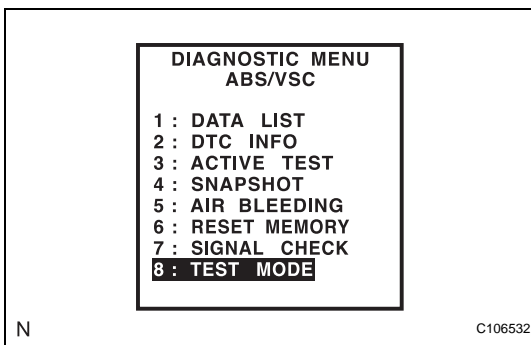 DIAGNOSTIC MENU
ABS/VSC
1 : DATA LIST
2 : DTC INFO
3 : ACTIVE TEST
4 : SNAPSHOT
5 : AIR BLEEDING
6 : RESET MEMORY
7 : SIGNAL CHECK
8 : TEST MODE
N
C106532